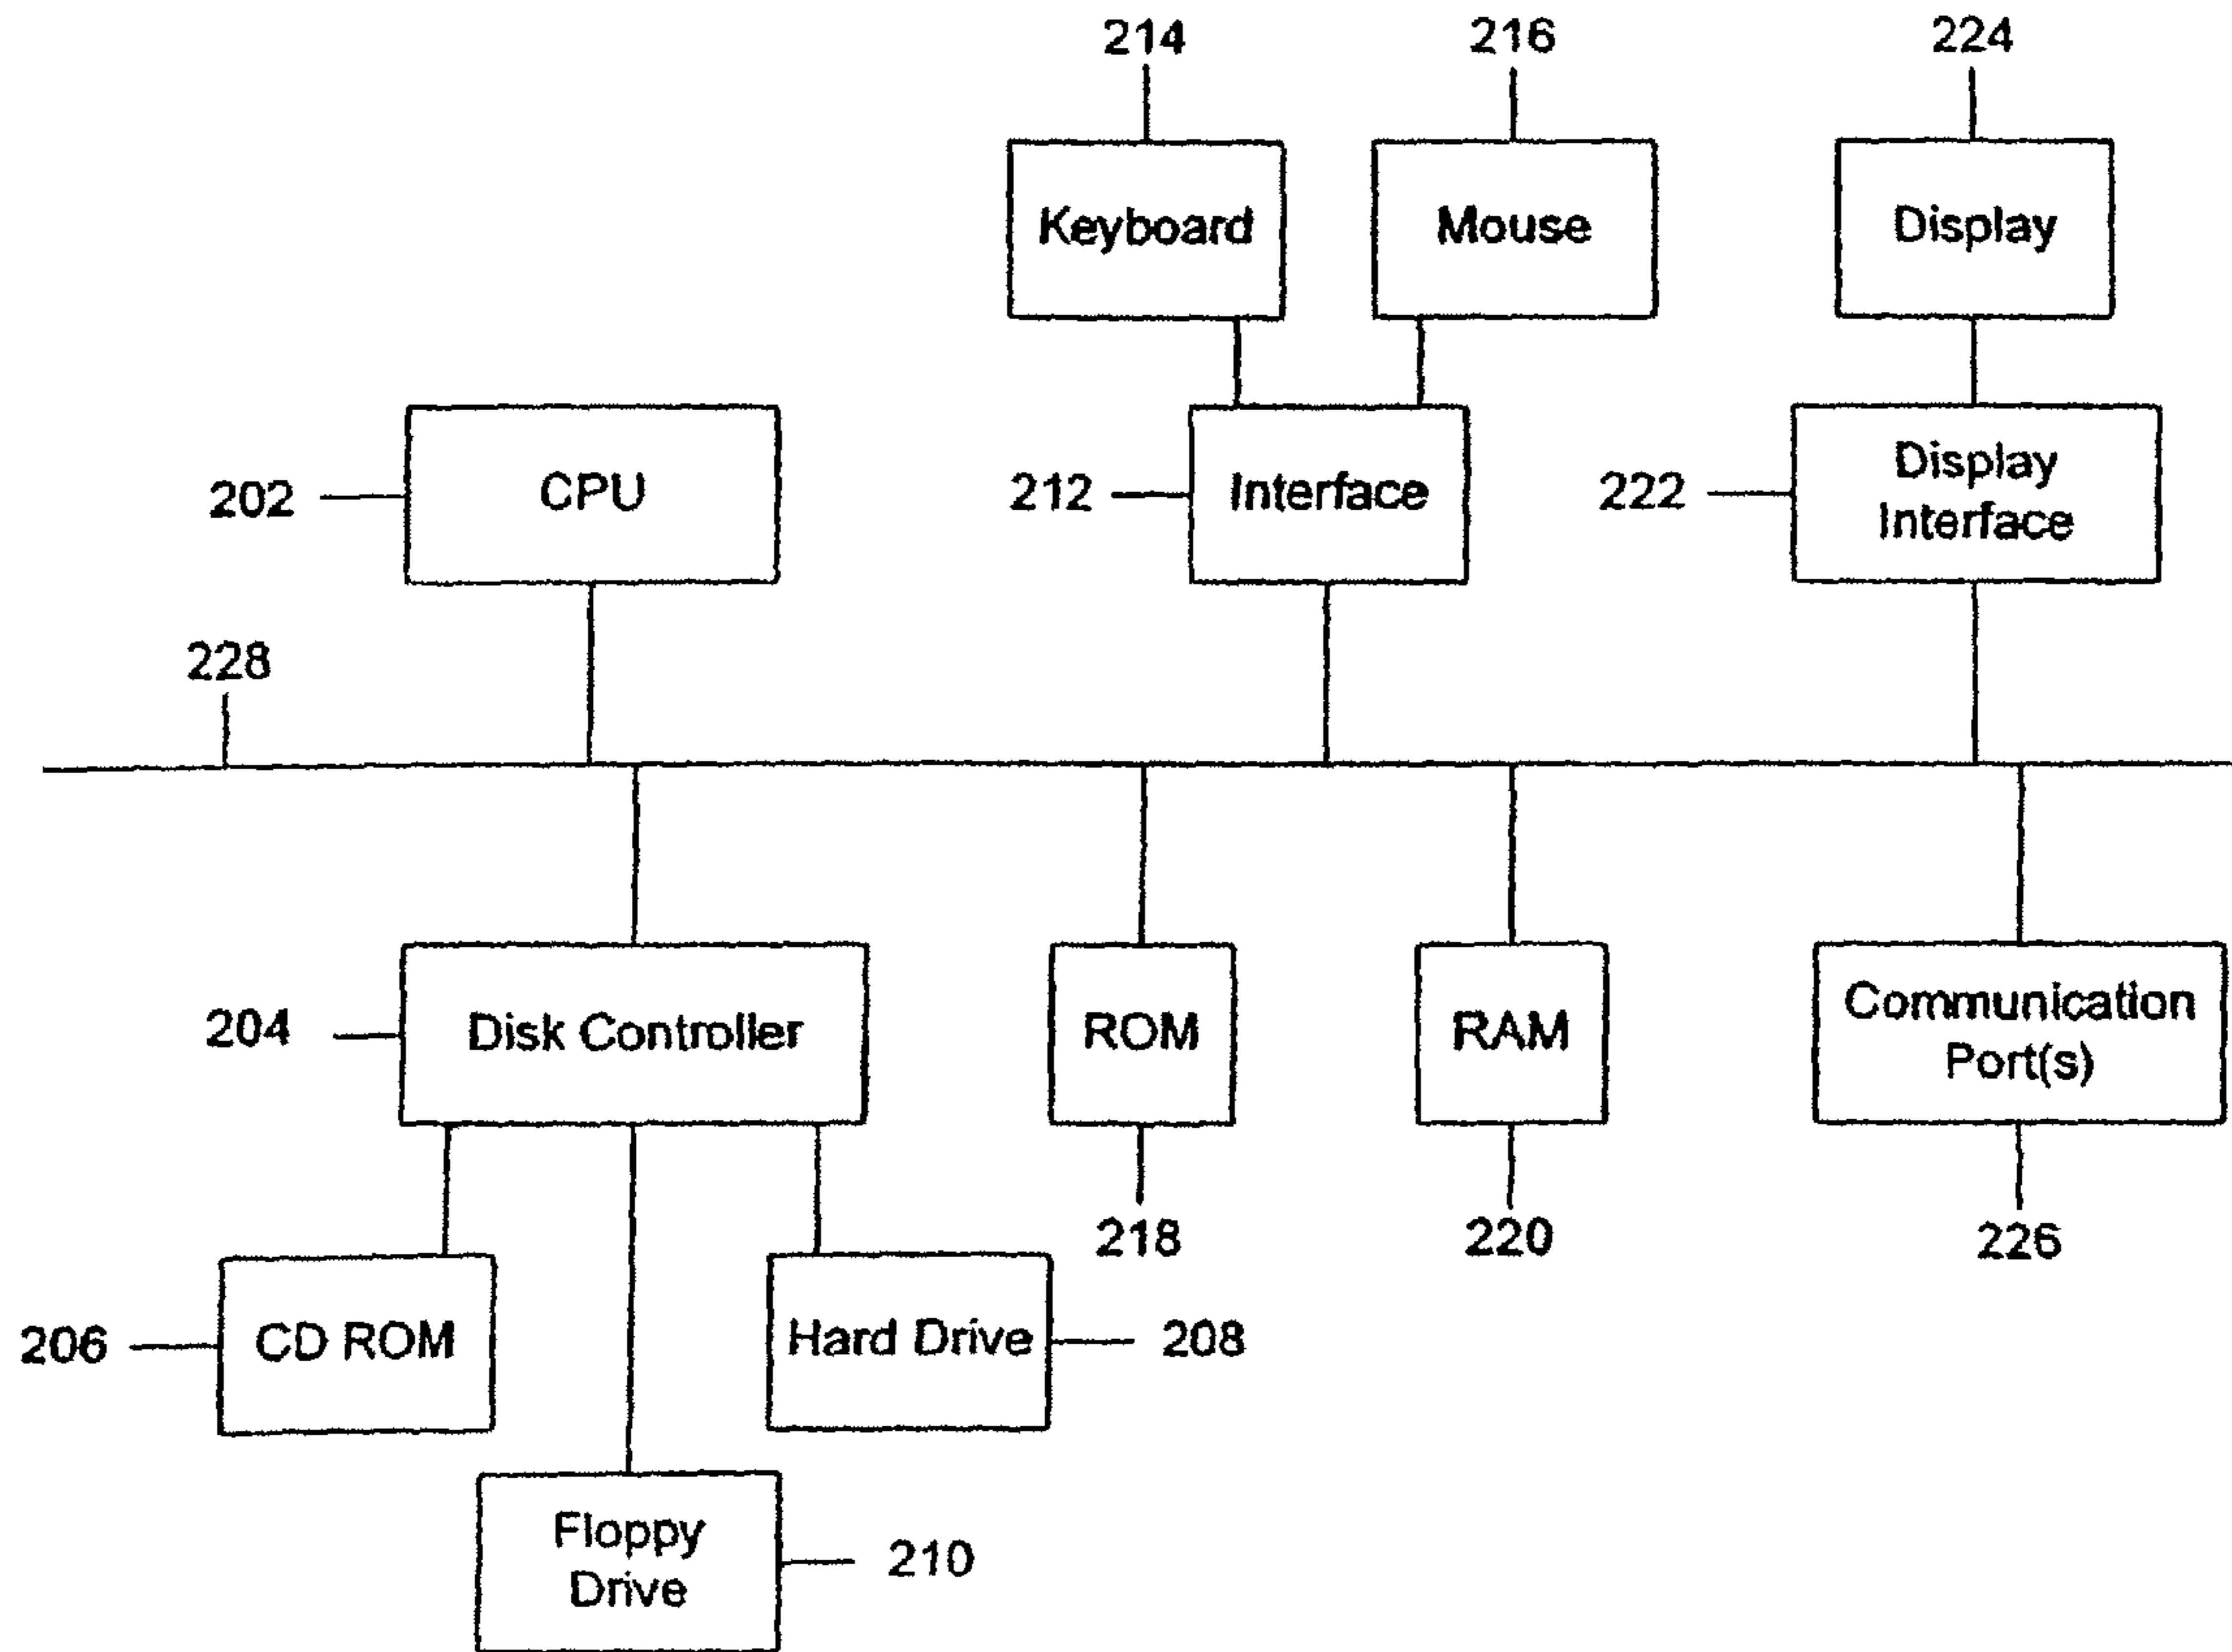 214
216
224
Keyboard
Mouse
Display
202
CPU
212
Interface
222
Display
Interface
228
204
Disk Controller
ROM
RAM
Communication
Port(s)
218
220
226
206
CD ROM
Hard Drive
208
Floppy
Drive
210